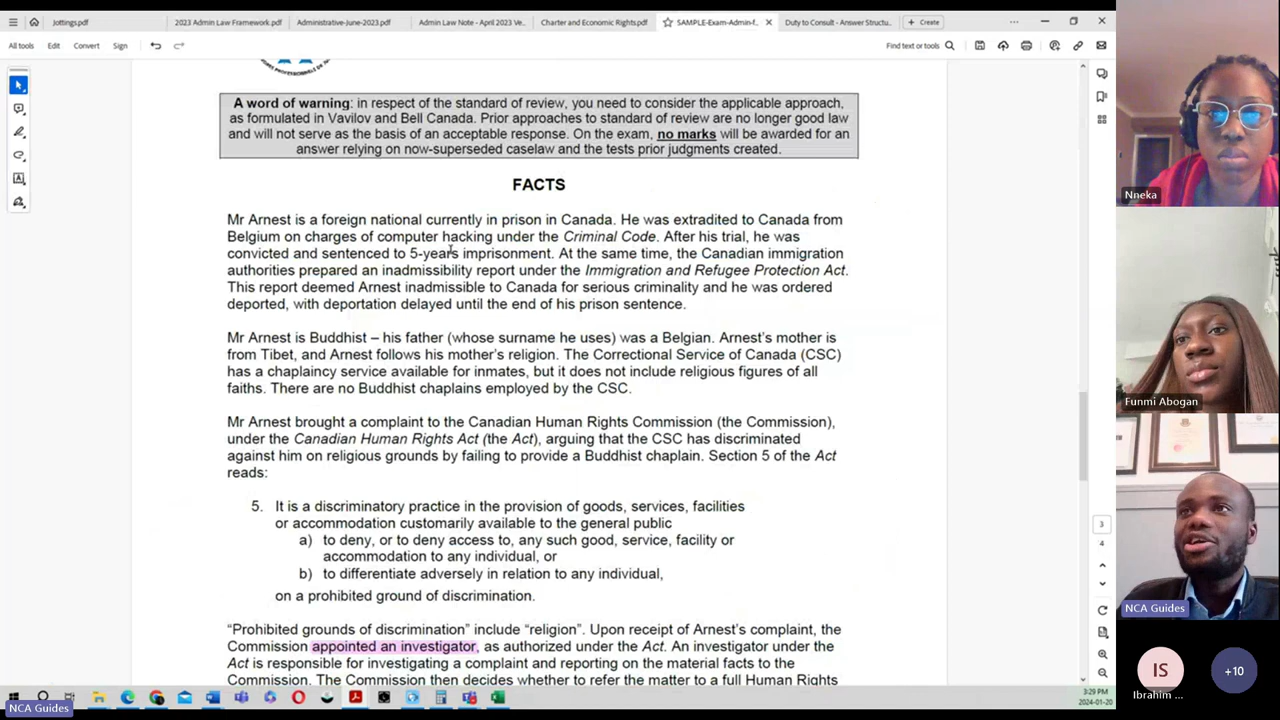 Jottings.pdf
2023 Admin Law Framework.pdf
Administrative-June-2023.pdf
Admin Law Note - April 2023 Ve..
Charter and Economic Rights.pdf
SAMPLE-Exam-Admin-f..
Duty to Consult - Answer Structu..
Create
All tools
Edit
Convert
Sign
Find text or tools
A word of warning: in respect of the standard of review, you need to consider the applicable approach,
as formulated in Vavilov and Bell Canada. Prior approaches to standard of review are no longer good law
and will not serve as the basis of an acceptable response. On the exam, no marks will be awarded for an
answer relying on now-superseded caselaw and the tests prior judgments created.
FACTS
Mr Arnest is a foreign national currently in prison in Canada. He was extradited to Canada from
Belgium on charges of computer hacking under the Criminal Code. After his trial, he was
convicted and sentenced to 5-years imprisonment. At the same time, the Canadian immigration
authorities prepared an inadmissibility report under the Immigration and Refugee Protection Act.
This report deemed Arnest inadmissible to Canada for serious criminality and he was ordered
deported, with deportation delayed until the end of his prison sentence.
Mr Arnest is Buddhist – his father (whose surname he uses) was a Belgian. Arnest's mother is
from Tibet, and Arnest follows his mother's religion. The Correctional Service of Canada (CSC)
has a chaplaincy service available for inmates, but it does not include religious figures of all
faiths. There are no Buddhist chaplains employed by the CSC.
Mr Arnest brought a complaint to the Canadian Human Rights Commission (the Commission),
under the Canadian Human Rights Act (the Act), arguing that the CSC has discriminated
against him on religious grounds by failing to provide a Buddhist chaplain. Section 5 of the Act
reads:
5. It is a discriminatory practice in the provision of goods, services, facilities
or accommodation customarily available to the general public
a) to deny, or to deny access to, any such good, service, facility or
accommodation to any individual, or
b) to differentiate adversely in relation to any individual,
on a prohibited ground of discrimination.
"Prohibited grounds of discrimination" include "religion". Upon receipt of Arnest's complaint, the
Commission appointed an investigator, as authorized under the Act. An investigator under the
Act is responsible for investigating a complaint and reporting on the material facts to the
Commission. The Commission then decides whether to refer the matter to a full Human Rights
3
4
3:29 PM
2024-01-20
NCA Guides
Nneka
Funmi Abogan
NCA Guides
IS
Ibrahim ...
+10